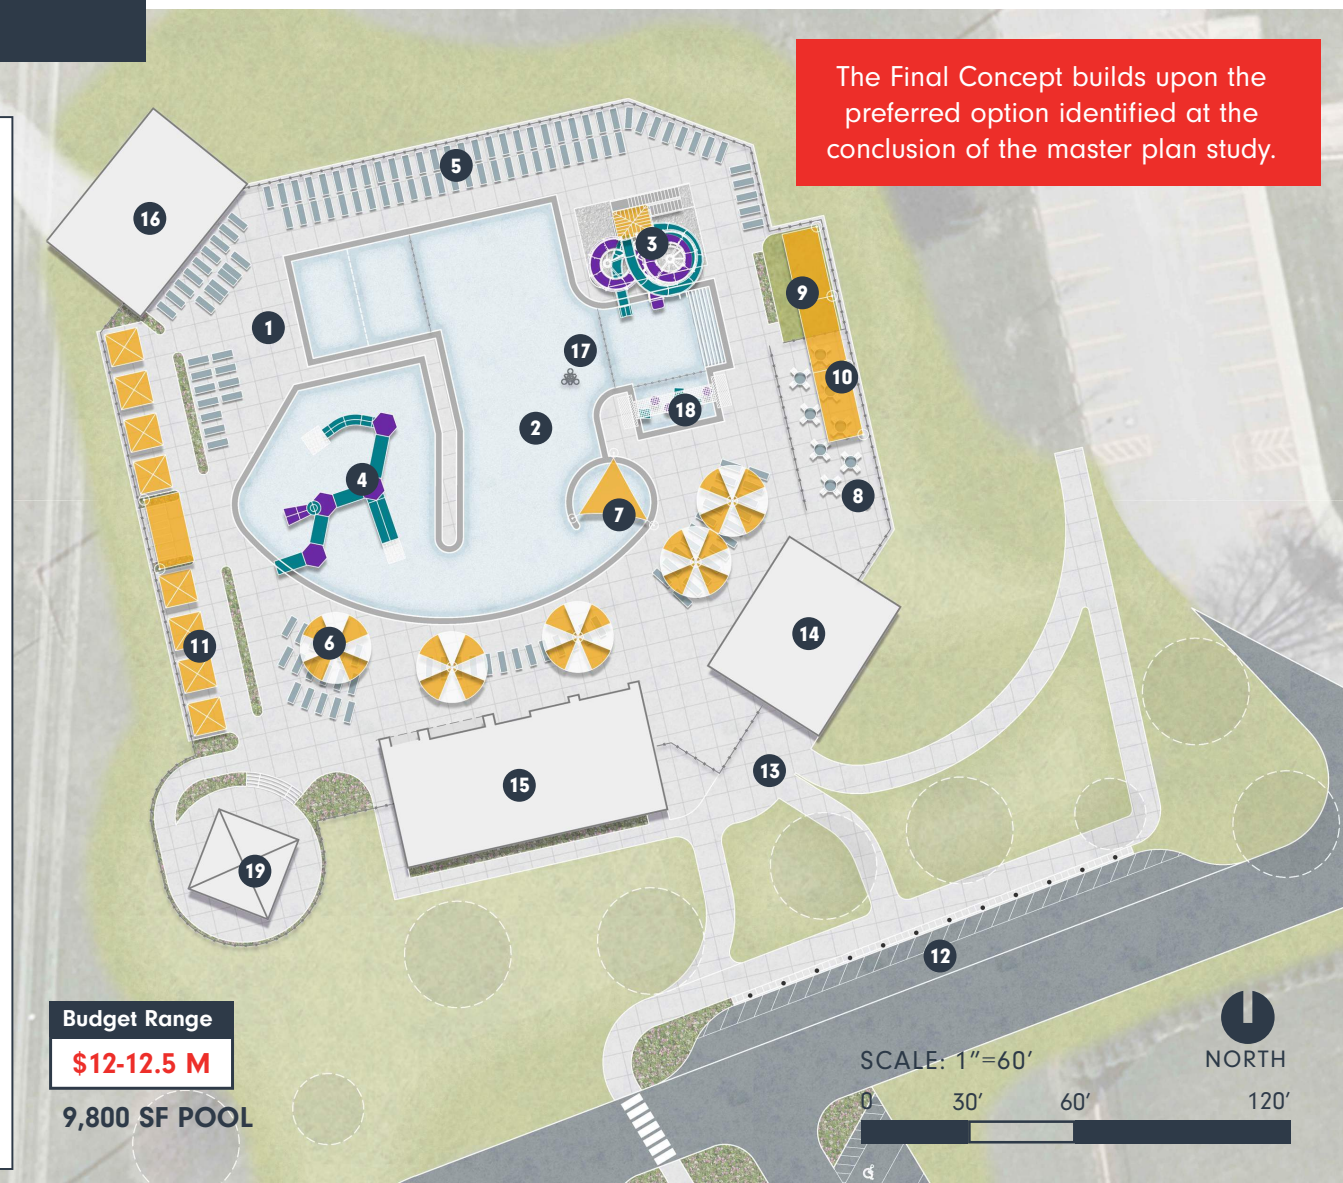 The Final Concept builds upon the
preferred option identified at the
conclusion of the master plan study.
5
16
3
9
1
17
10
18
2
4
8
7
14
6
11
13
15
19
12
Budget Range
$12-12.5 M
9,800 SF POOL
SCALE: 1"=60'
NORTH
0 30' 60' 120'